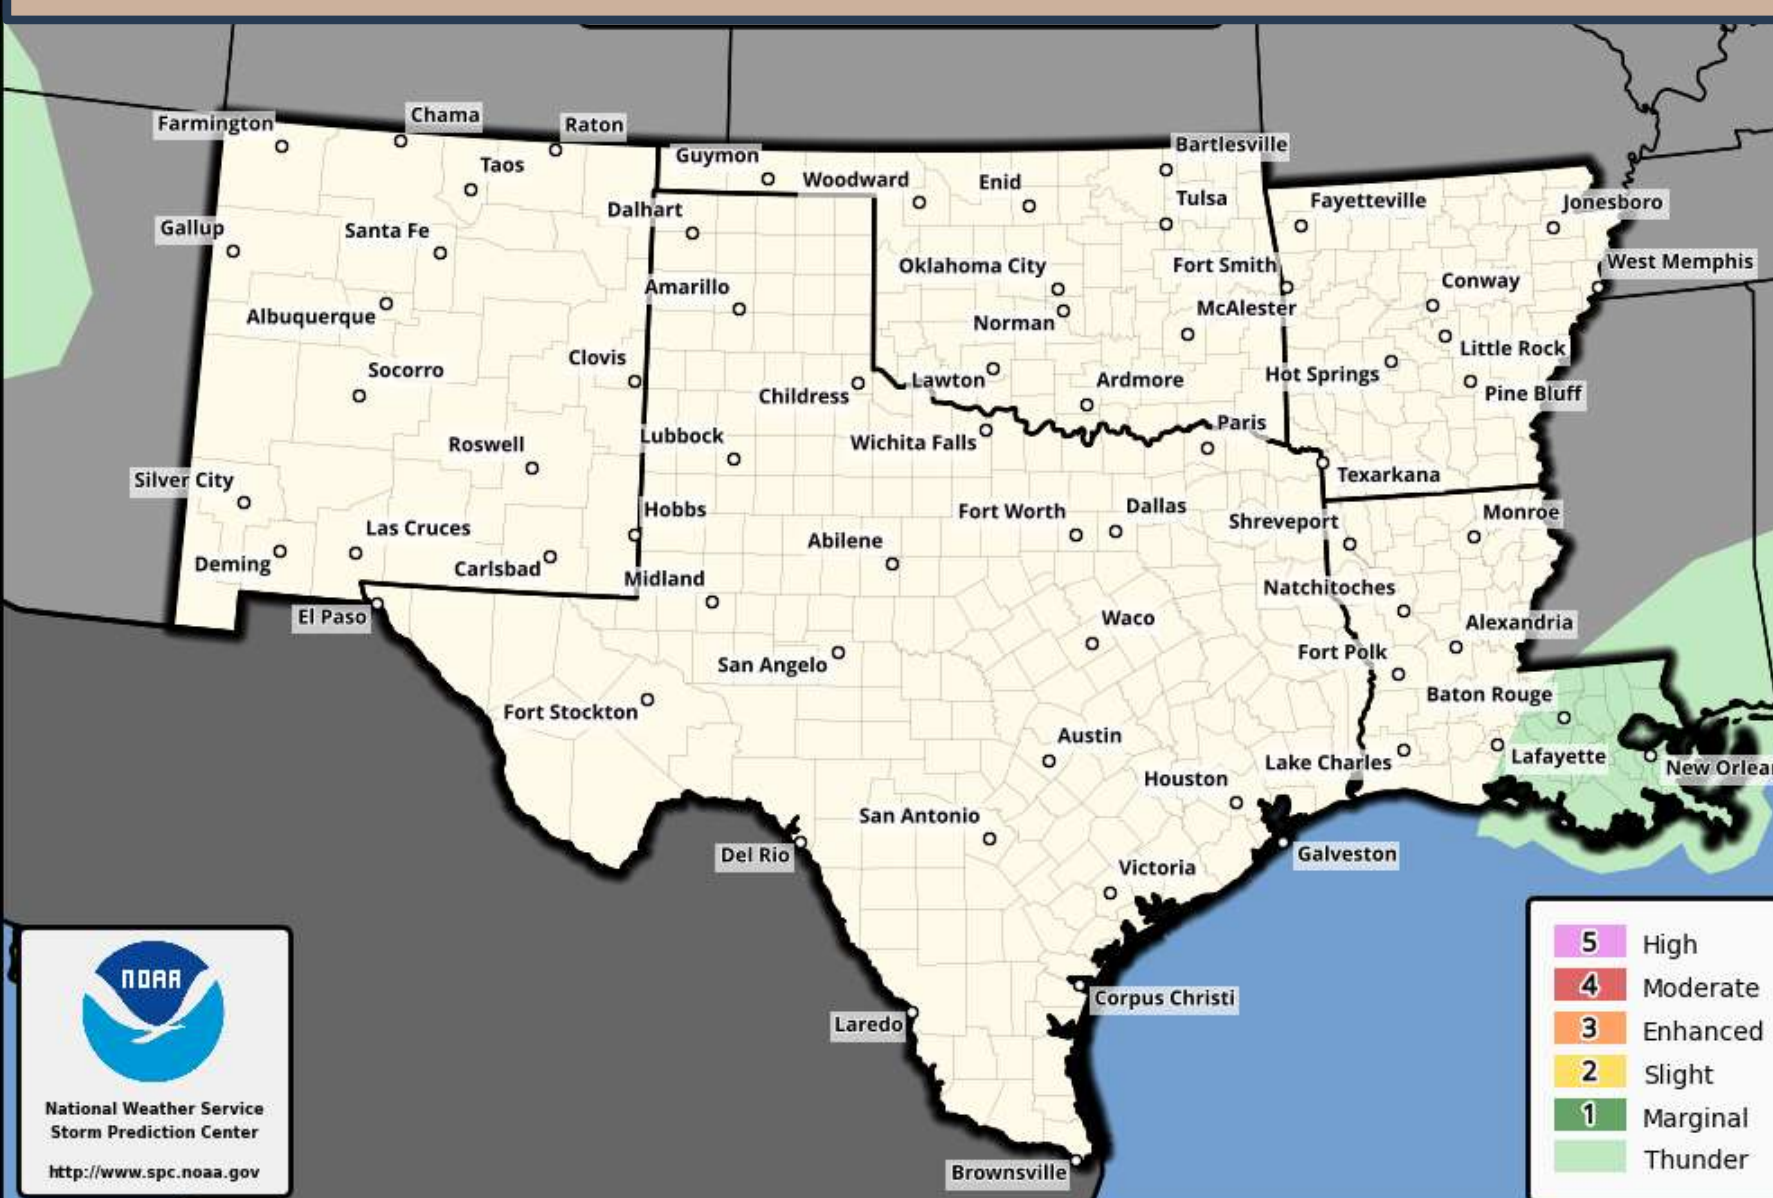 Farmington
Chama
Raton
Taos
Guymon
Woodward
Enid
Bartlesville
Tulsa
Fayetteville
Jonesboro
Gallup
Santa Fe
Dalhart
Oklahoma City
Fort Smith
West Memphis
Albuquerque
Amarillo
Norman
McAlester
Conway
Little Rock
Socorro
Clovis
Childress
Lawton
Ardmore
Hot Springs
Pine Bluff
Roswell
Lubbock
Wichita Falls
Paris
Texarkana
Silver City
Las Cruces
Hobbs
Fort Worth
Dallas
Shreveport
Monroe
Deming
Carlsbad
Midland
Abilene
Natchitoches
El Paso
San Angelo
Waco
Fort Polk
Alexandria
Fort Stockton
Baton Rouge
Austin
Houston
Lake Charles
Lafayette
New Orlean
San Antonio
Del Rio
Victoria
Galveston
Corpus Christi
Laredo
Brownsville
NOAA
National Weather Service
Storm Prediction Center
http://www.spc.noaa.gov
5 High
4 Moderate
3 Enhanced
2 Slight
1 Marginal
Thunder